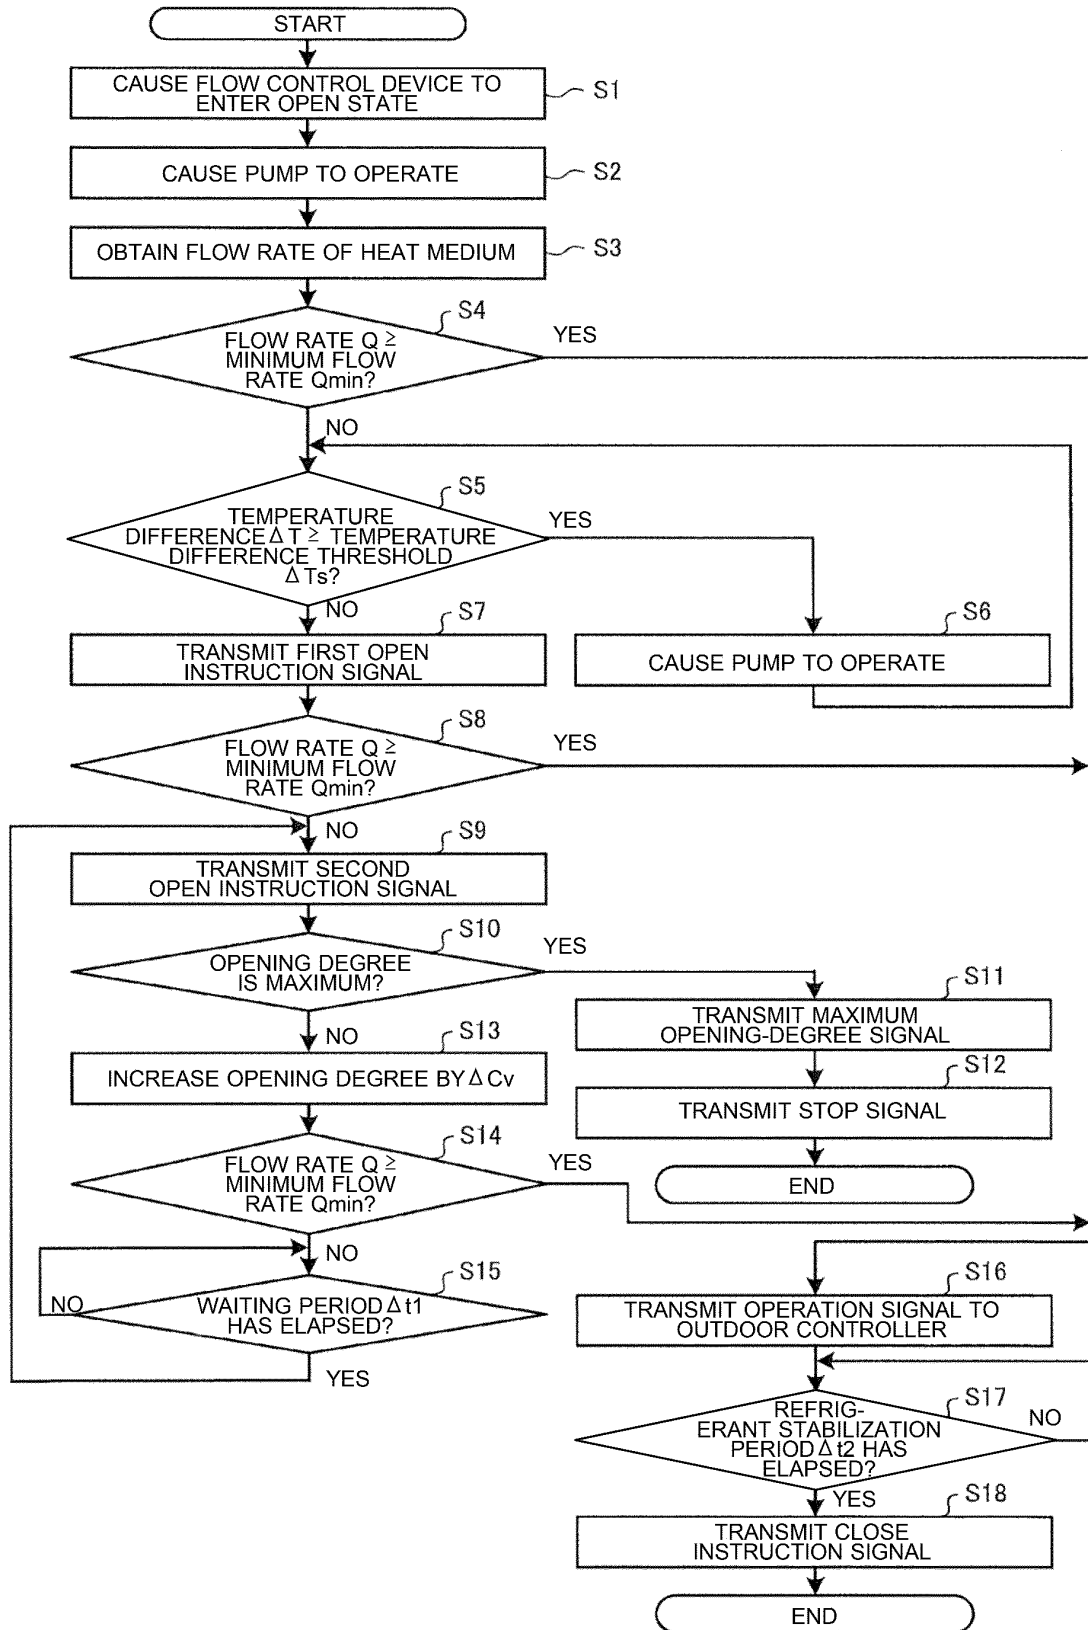 START
CAUSE FLOW CONTROL DEVICE TO
ENTER OPEN STATE
S1
CAUSE PUMP TO OPERATE
S2
OBTAIN FLOW RATE OF HEAT MEDIUM
S3
S4
FLOW RATE Q ≥
MINIMUM FLOW
RATE Qmin?
YES
NO
S5
TEMPERATURE
DIFFERENCE Δ T ≥ TEMPERATURE
DIFFERENCE THRESHOLD
Δ Ts?
YES
NO
S6
CAUSE PUMP TO OPERATE
S7
TRANSMIT FIRST OPEN
INSTRUCTION SIGNAL
S8
FLOW RATE Q ≥
MINIMUM FLOW
RATE Qmin?
YES
NO
S9
TRANSMIT SECOND
OPEN INSTRUCTION SIGNAL
S10
OPENING DEGREE
IS MAXIMUM?
YES
NO
S11
TRANSMIT MAXIMUM
OPENING-DEGREE SIGNAL
S12
TRANSMIT STOP SIGNAL
END
S13
INCREASE OPENING DEGREE BY Δ Cv
S14
FLOW RATE Q ≥
MINIMUM FLOW
RATE Qmin?
YES
NO
S15
WAITING PERIOD Δ t1
HAS ELAPSED?
NO
YES
S16
TRANSMIT OPERATION SIGNAL TO
OUTDOOR CONTROLLER
S17
REFRIG-
ERANT STABILIZATION
PERIOD Δ t2 HAS
ELAPSED?
NO
YES
S18
TRANSMIT CLOSE
INSTRUCTION SIGNAL
END